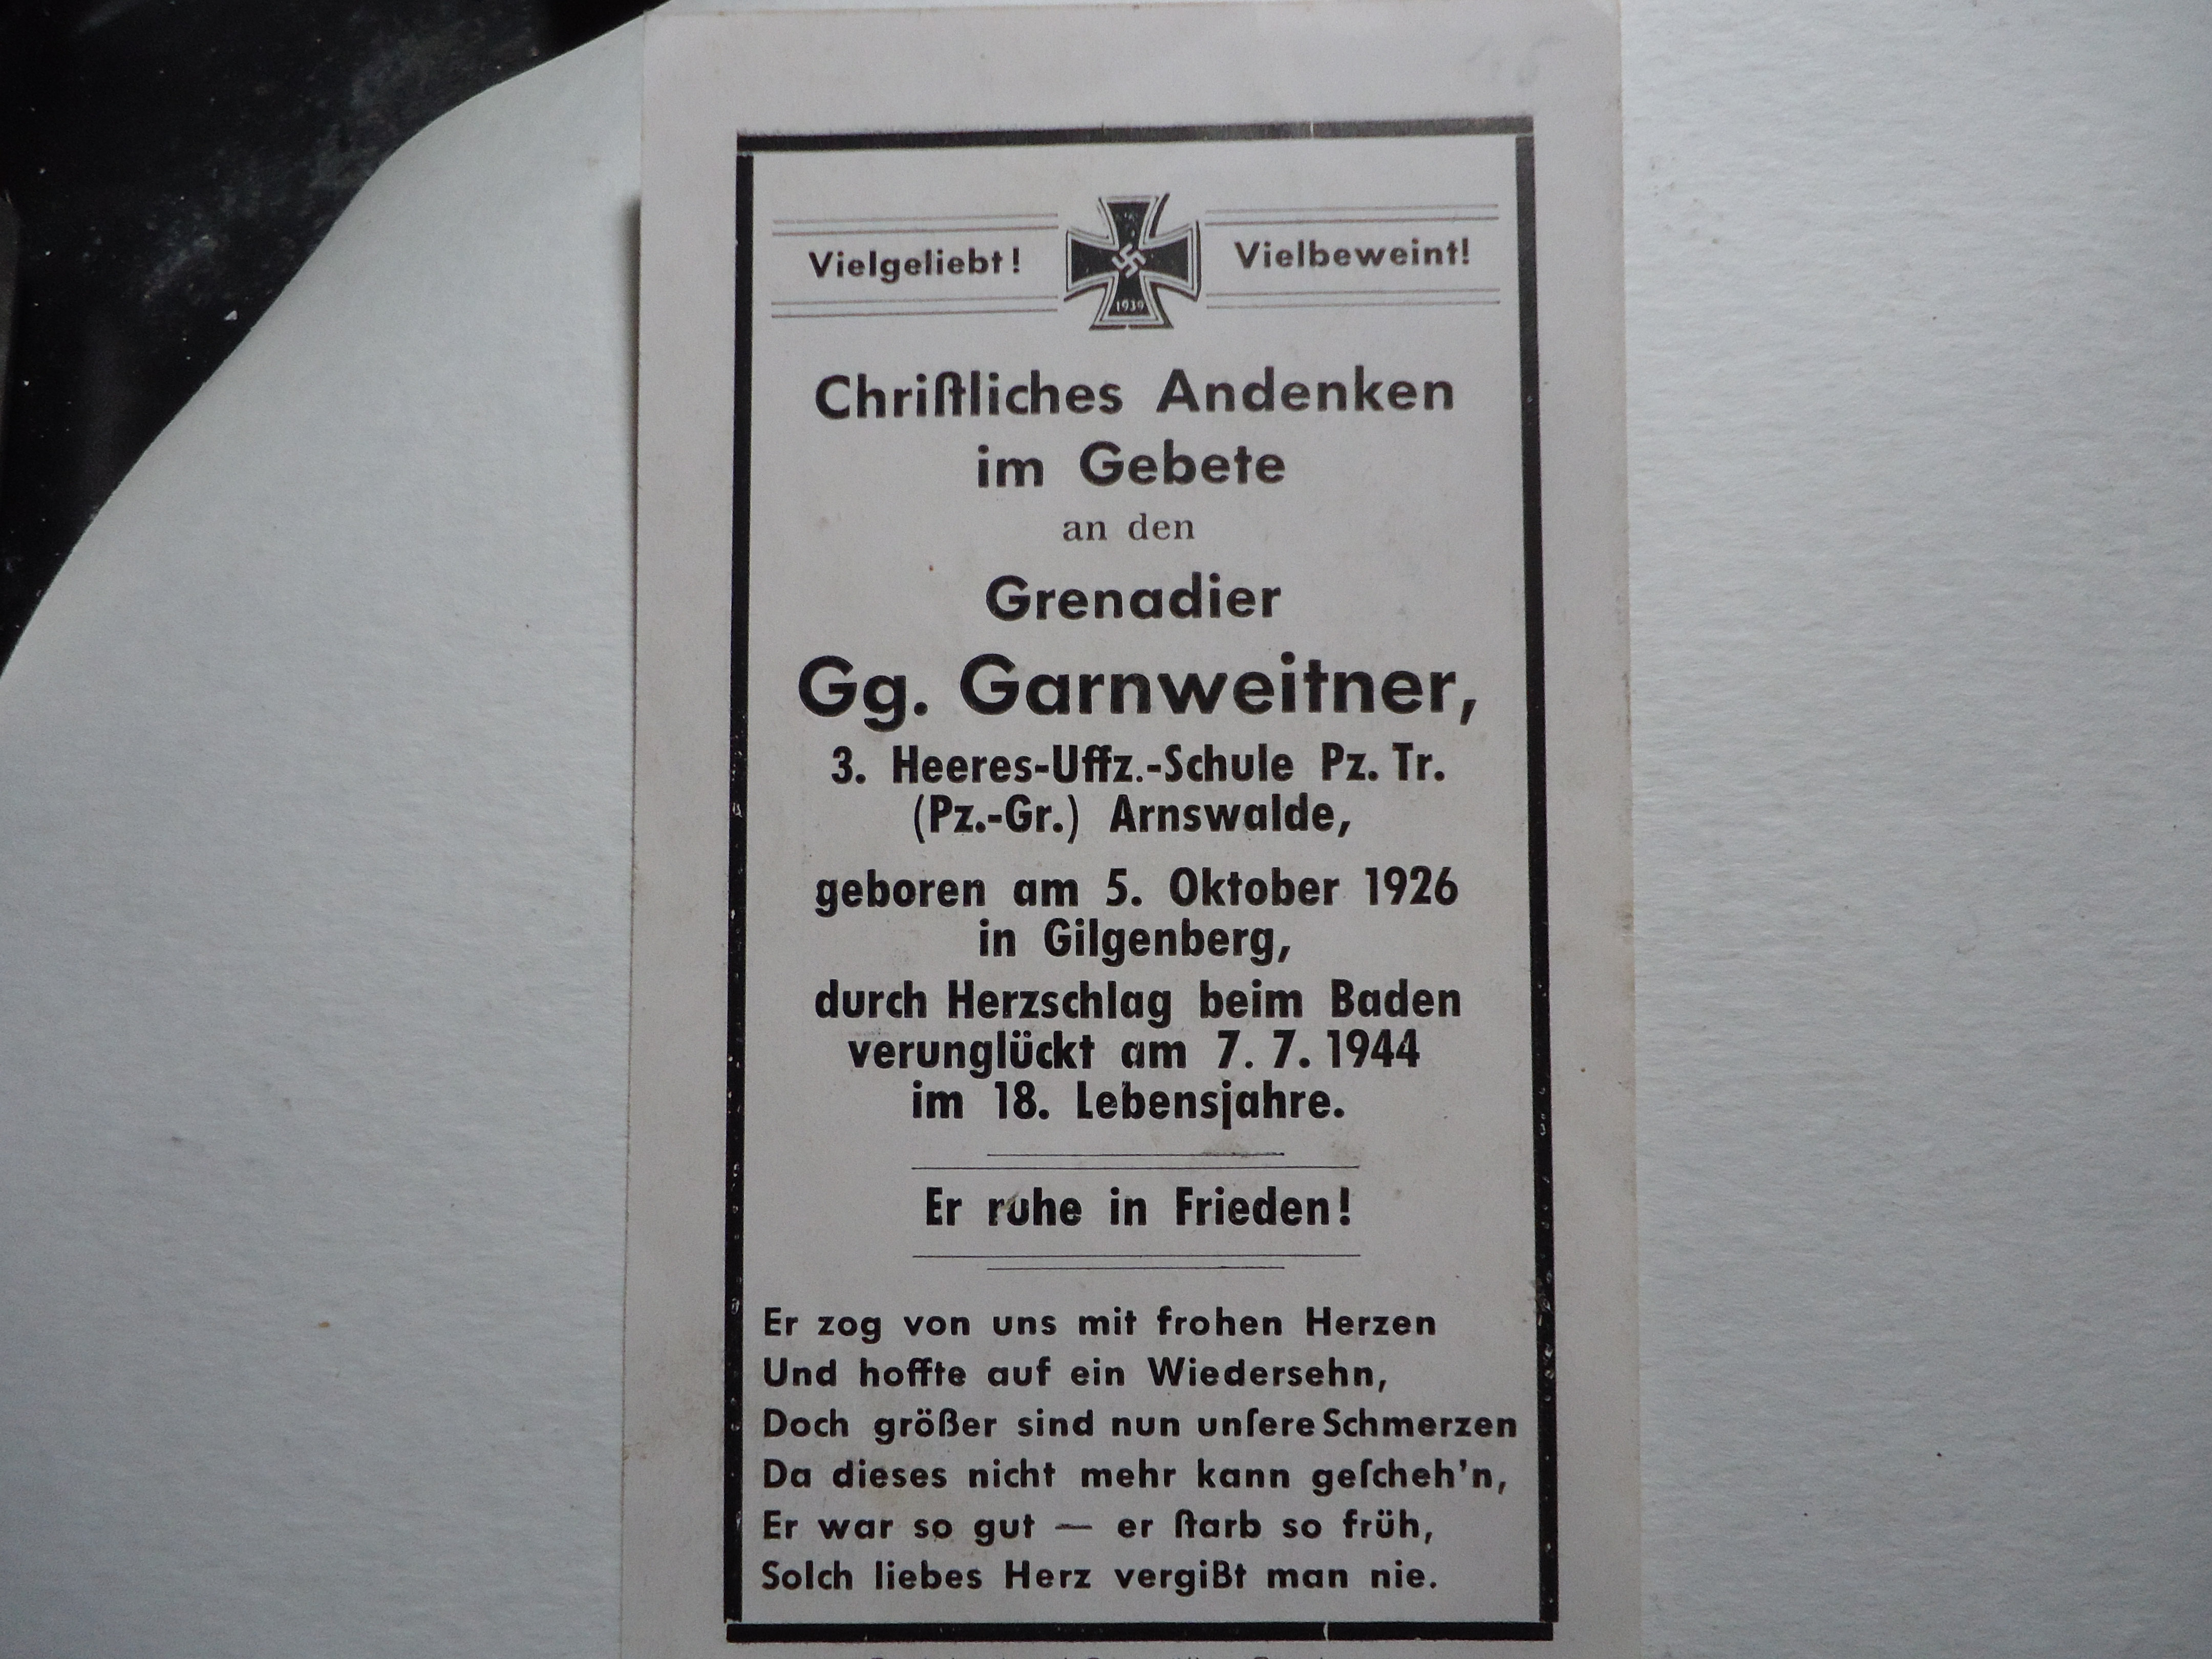 Vielgeliebt! Vielbeweint!
1939
Chriſtliches Andenken
im Gebete
an den
Grenadier
Gg. Garnweitner,
3. Heeres-Uffz.-Schule Pz. Tr.
(Pz.-Gr.) Arnswalde,
geboren am 5. Oktober 1926
in Gilgenberg,
durch Herzschlag beim Baden
verunglückt am 7. 7. 1944
im 18. Lebensjahre.
Er ruhe in Frieden!
Er zog von uns mit frohen Herzen
Und hoffte auf ein Wiedersehn,
Doch größer sind nun unſere Schmerzen
Da dieses nicht mehr kann geſcheh'n,
Er war so gut — er ſtarb so früh,
Solch liebes Herz vergißt man nie.